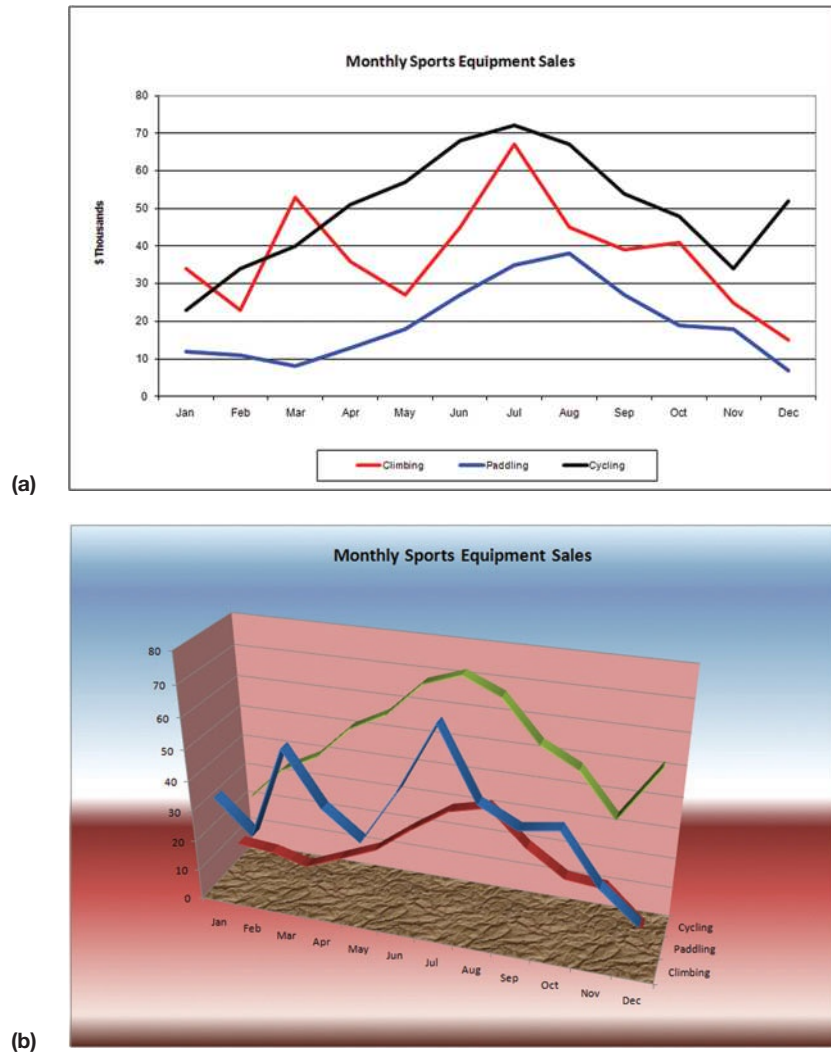 Monthly Sports Equipment Sales
80
70
60
50
40
30
20
10
0
$ Thousands
Jan Feb Mar Apr May Jun Jul Aug Sep Oct Nov Dec
Climbing Paddling Cycling
(a)
Monthly Sports Equipment Sales
80
70
60
50
40
30
20
10
0
Jan Feb Mar Apr May Jun Jul Aug Sep Oct Nov Dec
Cycling
Paddling
Climbing
(b)